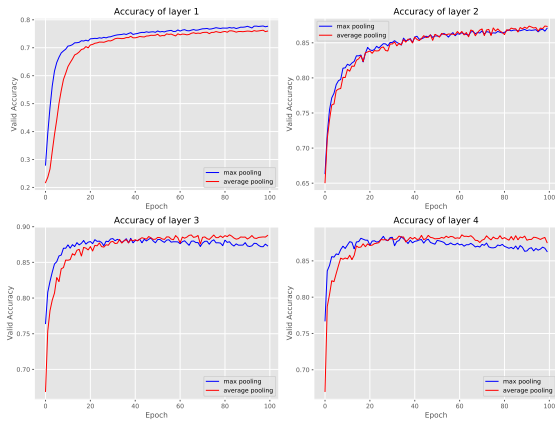 Accuracy of layer 1
0.8
0.7
0.6
0.5
0.4
0.3
0.2
Valid Accuracy
max pooling
average pooling
0 20 40 60 80 100
Epoch
Accuracy of layer 2
max pooling
average pooling
0.85
0.80
0.75
0.70
0.65
Valid Accuracy
0 20 40 60 80 100
Epoch
Accuracy of layer 3
0.90
0.85
0.80
0.75
0.70
Valid Accuracy
max pooling
average pooling
0 20 40 60 80 100
Epoch
Accuracy of layer 4
0.85
0.80
0.75
0.70
Valid Accuracy
max pooling
average pooling
0 20 40 60 80 100
Epoch